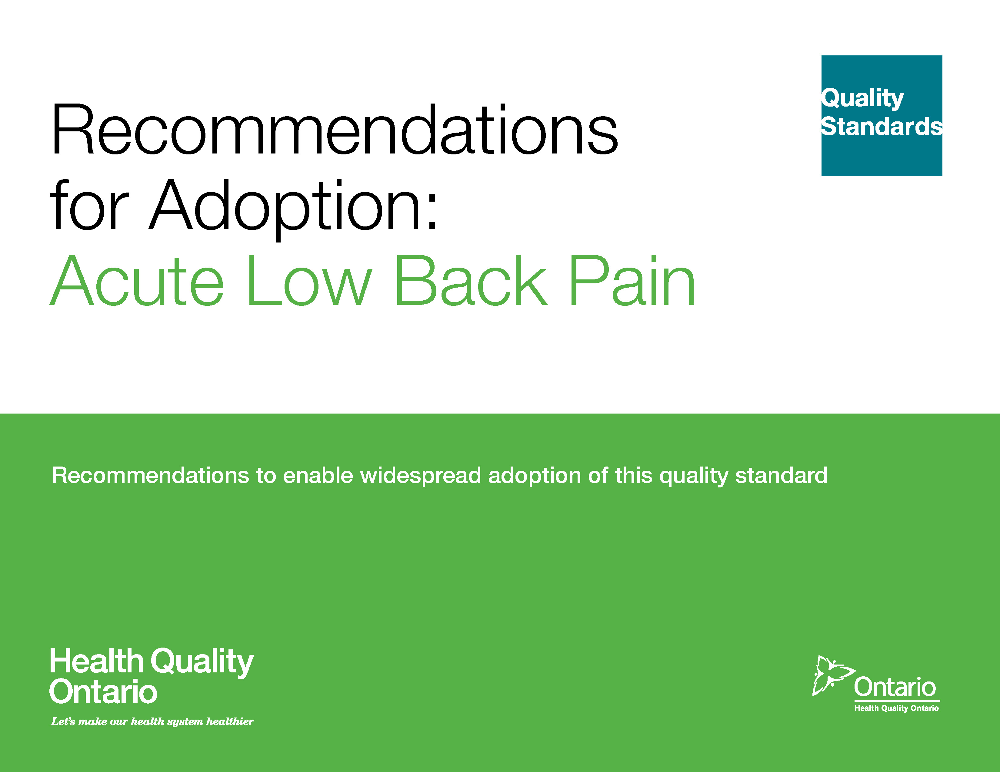 Quality
Standards
Recommendations
for Adoption:
Acute Low Back Pain
Recommendations to enable widespread adoption of this quality standard
Health Quality
Ontario
Let's make our health system healthier
Ontario
Health Quality Ontario